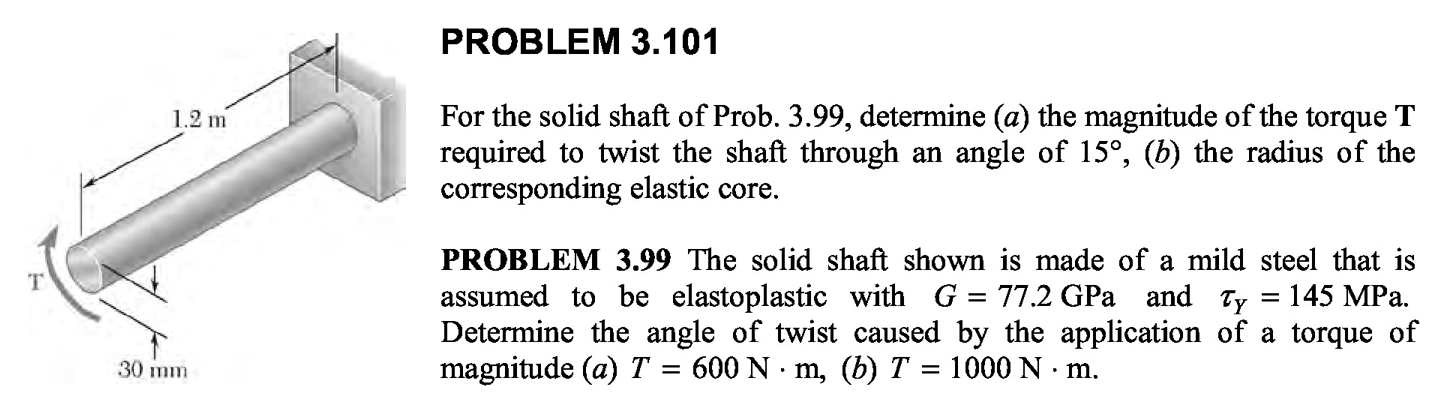 PROBLEM 3.101
1.2 m
For the solid shaft of Prob. 3.99, determine (a) the magnitude of the torque T
required to twist the shaft through an angle of 15°, (b) the radius of the
corresponding elastic core.
PROBLEM 3.99 The solid shaft shown is made of a mild steel that is
assumed to be elastoplastic with G = 77.2 GPa and τY = 145 MPa.
Determine the angle of twist caused by the application of a torque of
magnitude (a) T = 600 N · m, (b) T = 1000 N · m.
T
30 mm